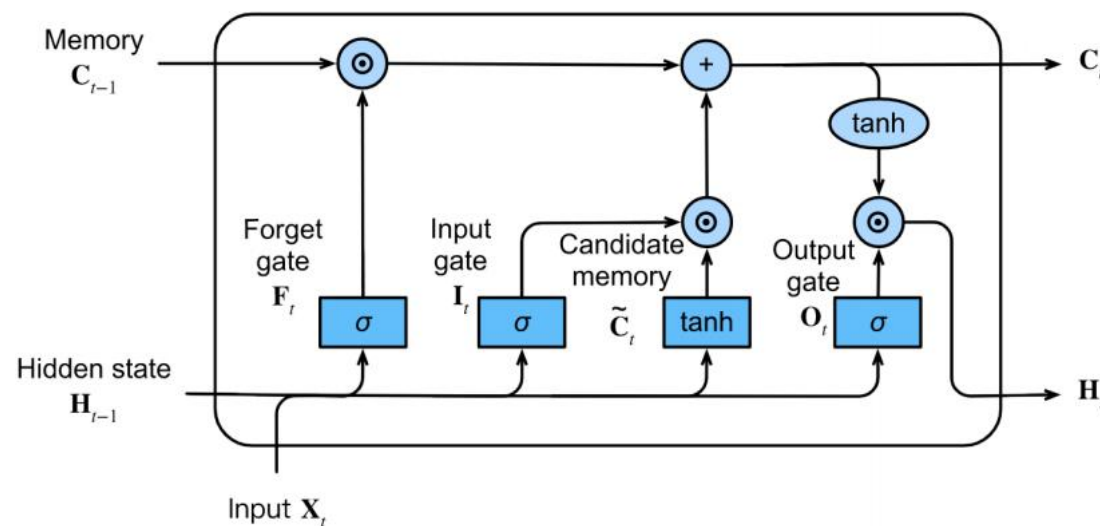 Memory
C_{t−1}
⊙
+
C_t
tanh
Forget
gate
F_t
Input
gate
I_t
⊙
Candidate
memory
C̃_t
⊙
Output
gate
O_t
σ
σ
tanh
σ
Hidden state
H_{t−1}
H
Input X_t